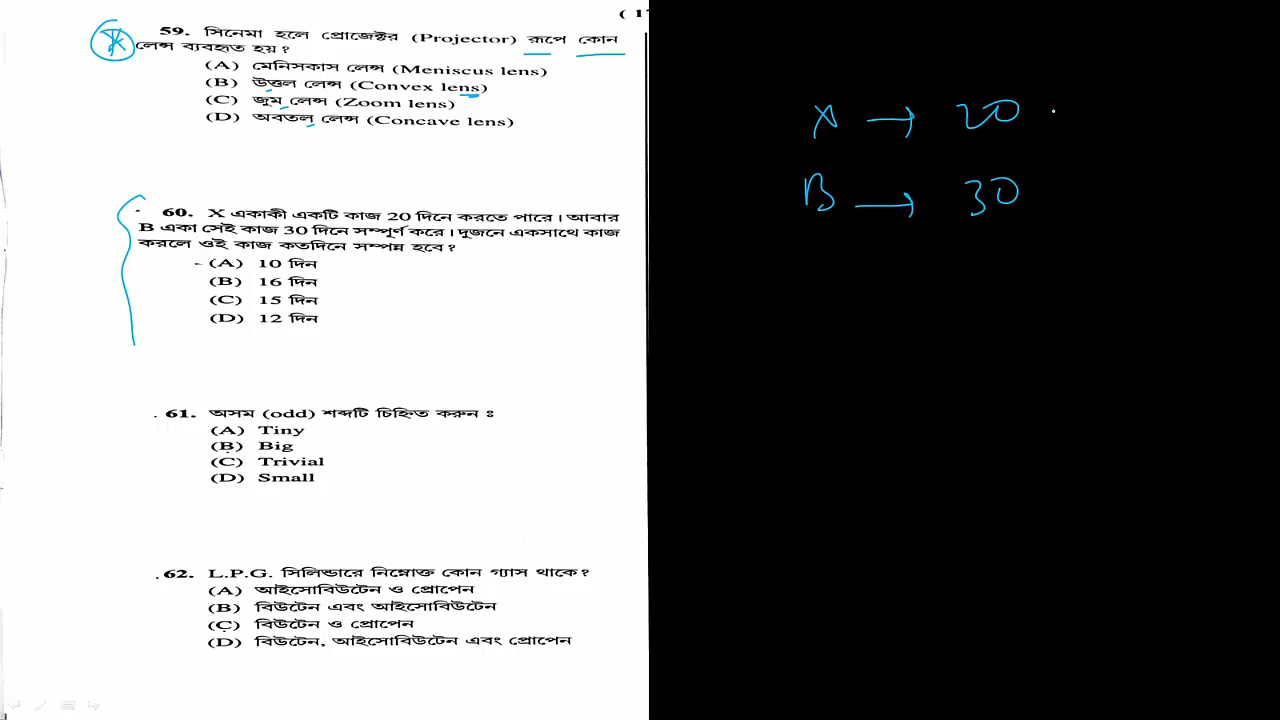 ( 1
59. সিনেমা হলে প্রোজেক্টর (Projector) রূপে কোন
লেন্স ব্যবহৃত হয় ?
(A) মেনিসকাস লেন্স (Meniscus lens)
(B) উত্তল লেন্স (Convex lens)
(C) জুম লেন্স (Zoom lens)
(D) অবতল লেন্স (Concave lens)
X → 20
B → 30
60. X একাকী একটি কাজ 20 দিনে করতে পারে। আবার
B একা সেই কাজ 30 দিনে সম্পূর্ণ করে। দুজনে একসাথে কাজ
করলে ওই কাজ কতদিনে সম্পন্ন হবে ?
(A) 10 দিন
(B) 16 দিন
(C) 15 দিন
(D) 12 দিন
61. অসম (odd) শব্দটি চিহ্নিত করুন ঃ
(A) Tiny
(B) Big
(C) Trivial
(D) Small
62. L.P.G. সিলিন্ডারে নিম্নোক্ত কোন গ্যাস থাকে ?
(A) আইসোবিউটেন ও প্রোপেন
(B) বিউটেন এবং আইসোবিউটেন
(C) বিউটেন ও প্রোপেন
(D) বিউটেন, আইসোবিউটেন এবং প্রোপেন